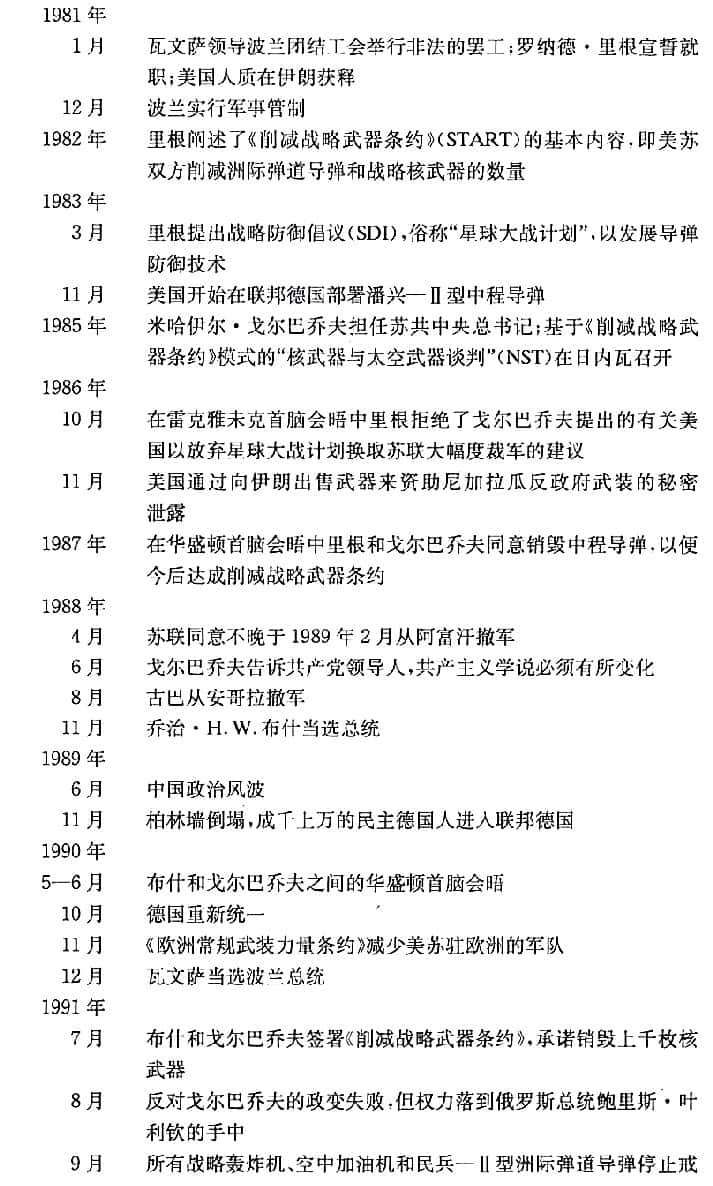 1981 年
1 月 瓦文萨领导波兰团结工会举行非法的罢工;罗纳德·里根宣誓就
职;美国人质在伊朗获释
12 月 波兰实行军事管制
1982 年 里根阐述了《削减战略武器条约》(START)的基本内容,即美苏
双方削减洲际弹道导弹和战略核武器的数量
1983 年
3 月 里根提出战略防御倡议(SDI),俗称“星球大战计划”,以发展导弹
防御技术
11 月 美国开始在联邦德国部署潘兴—Ⅱ型中程导弹
1985 年 米哈伊尔·戈尔巴乔夫担任苏共中央总书记;基于《削减战略武
器条约》模式的“核武器与太空武器谈判”(NST)在日内瓦召开
1986 年
10 月 在雷克雅未克首脑会晤中里根拒绝了戈尔巴乔夫提出的有关美
国以放弃星球大战计划换取苏联大幅度裁军的建议
11 月 美国通过向伊朗出售武器来资助尼加拉瓜反政府武装的秘密
泄露
1987 年 在华盛顿首脑会晤中里根和戈尔巴乔夫同意销毁中程导弹,以便
今后达成削减战略武器条约
1988 年
4 月 苏联同意不晚于 1989 年 2 月从阿富汗撤军
6 月 戈尔巴乔夫告诉共产党领导人,共产主义学说必须有所变化
8 月 古巴从安哥拉撤军
11 月 乔治·H.W.布什当选总统
1989 年
6 月 中国政治风波
11 月 柏林墙倒塌,成千上万的民主德国人进入联邦德国
1990 年
5—6 月 布什和戈尔巴乔夫之间的华盛顿首脑会晤
10 月 德国重新统一
11 月 《欧洲常规武装力量条约》减少美苏驻欧洲的军队
12 月 瓦文萨当选波兰总统
1991 年
7 月 布什和戈尔巴乔夫签署《削减战略武器条约》,承诺销毁上千枚核
武器
8 月 反对戈尔巴乔夫的政变失败,但权力落到俄罗斯总统鲍里斯·叶
利钦的手中
9 月 所有战略轰炸机、空中加油机和民兵—Ⅱ型洲际弹道导弹停止戒